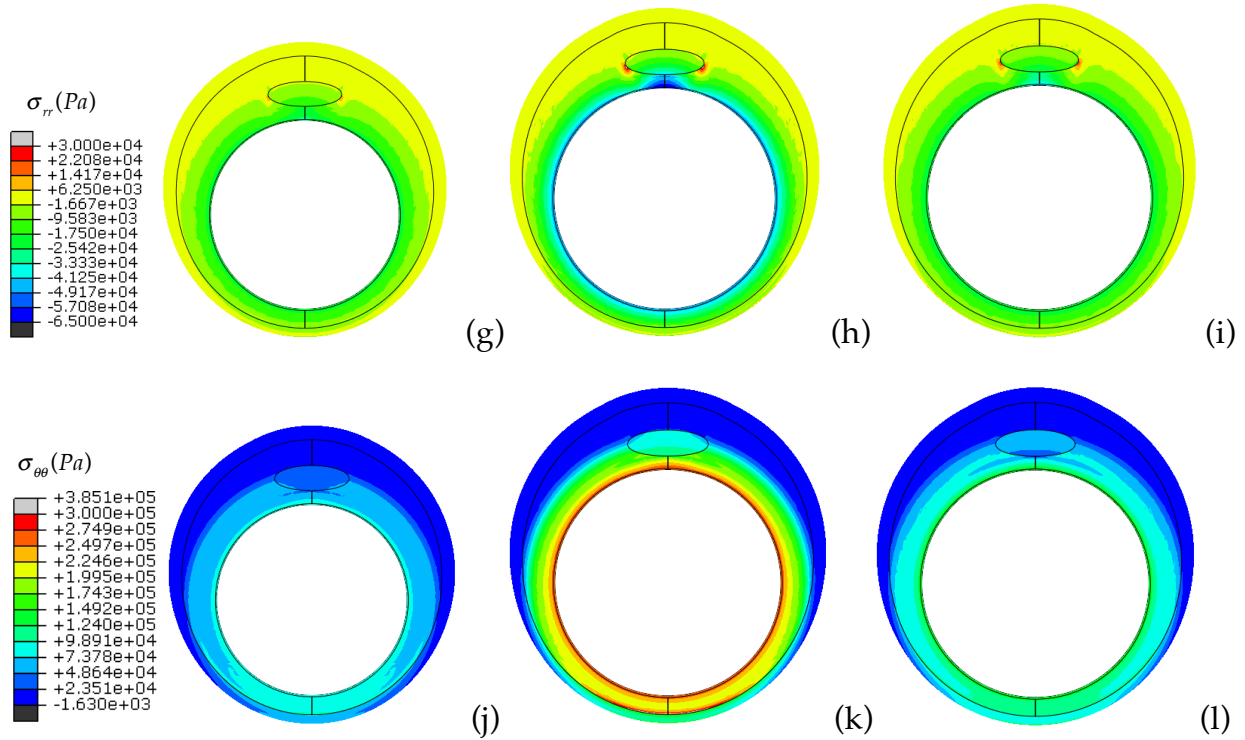 σrr(Pa)
+3.000e+04
+2.208e+04
+1.417e+04
+6.250e+03
-1.667e+03
-9.583e+03
-1.750e+04
-2.542e+04
-3.333e+04
-4.125e+04
-4.917e+04
-5.708e+04
-6.500e+04
(g)
(h)
(i)
σθθ(Pa)
+3.851e+05
+3.000e+05
+2.749e+05
+2.497e+05
+2.246e+05
+1.995e+05
+1.743e+05
+1.492e+05
+1.240e+05
+9.891e+04
+7.378e+04
+4.864e+04
+2.351e+04
-1.630e+03
(j)
(k)
(l)